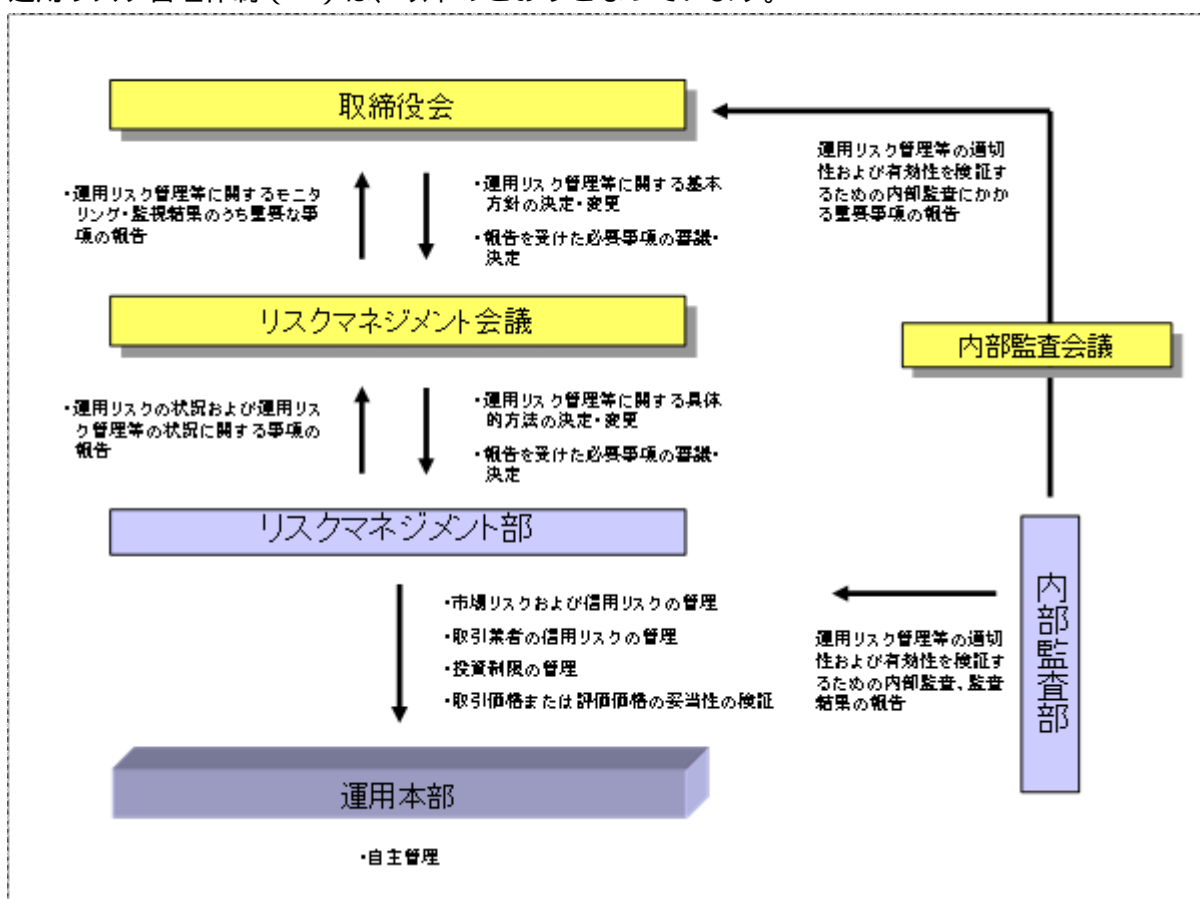 取締役会
・運用リスク管理等に関するモニ
タリング・監視結果のうち重要な事
項の報告
・運用リスク管理等に関する基本
方針の決定・変更
・報告を受けた必要事項の審議・
決定
運用リスク管理等の適切
性および有効性を検証す
るための内部監査にかか
る重要事項の報告
リスクマネジメント会議
内部監査会議
・運用リスクの状況および運用リス
ク管理等の状況に関する事項の
報告
・運用リスク管理等に関する具体
的方法の決定・変更
・報告を受けた必要事項の審議・
決定
リスクマネジメント部
・市場リスクおよび信用リスクの管理
・取引業者の信用リスクの管理
・投資制限の管理
・取引価格または評価価格の妥当性の検証
運用リスク管理等の適切
性および有効性を検証す
るための内部監査、監査
結果の報告
内部監査部
運用本部
・自主管理